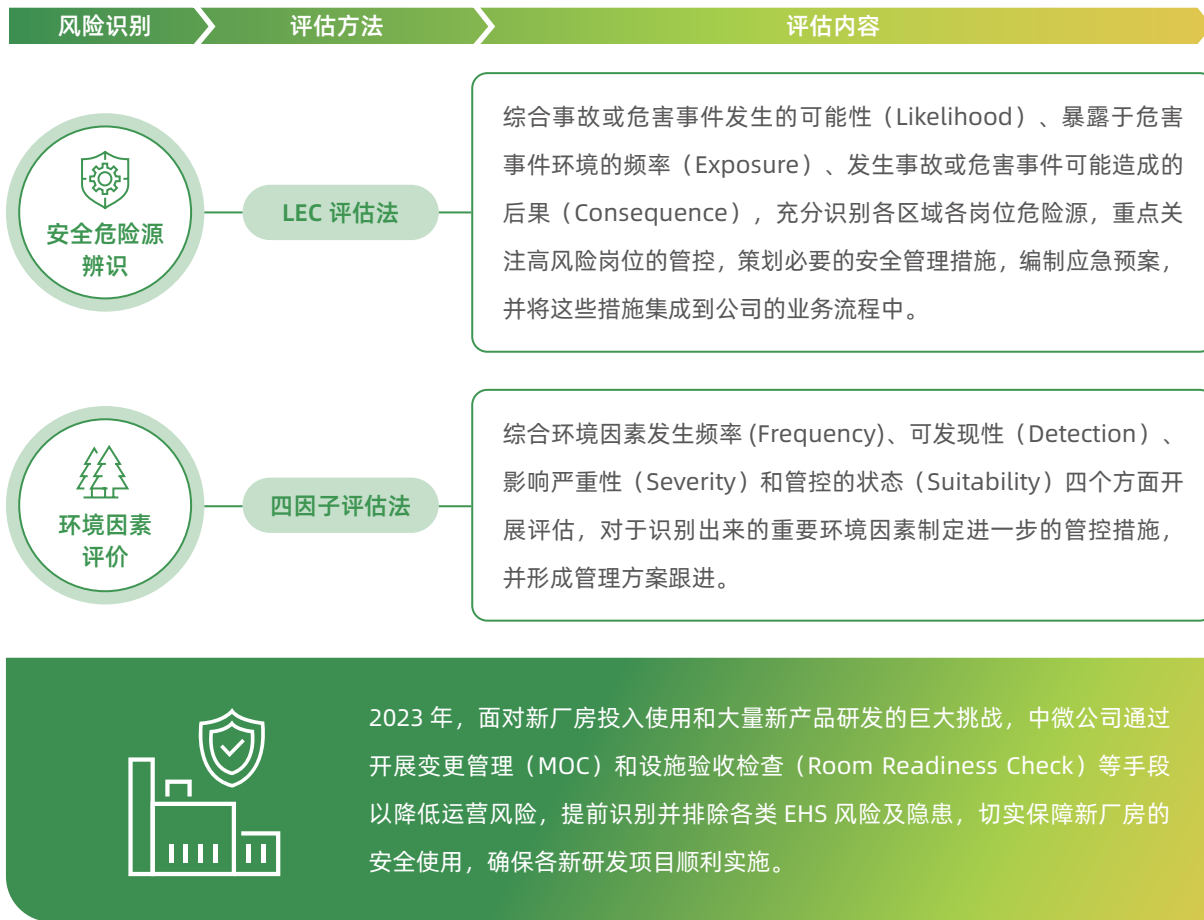 风险识别
评估方法
评估内容
安全危险源
辨识
LEC 评估法
综合事故或危害事件发生的可能性（Likelihood）、暴露于危害
事件环境的频率（Exposure）、发生事故或危害事件可能造成的
后果（Consequence），充分识别各区域各岗位危险源，重点关
注高风险岗位的管控，策划必要的安全管理措施，编制应急预案，
并将这些措施集成到公司的业务流程中。
环境因素
评价
四因子评估法
综合环境因素发生频率 (Frequency)、可发现性（Detection）、
影响严重性（Severity）和管控的状态（Suitability）四个方面开
展评估，对于识别出来的重要环境因素制定进一步的管控措施，
并形成管理方案跟进。
2023 年，面对新厂房投入使用和大量新产品研发的巨大挑战，中微公司通过
开展变更管理（MOC）和设施验收检查（Room Readiness Check）等手段
以降低运营风险，提前识别并排除各类 EHS 风险及隐患，切实保障新厂房的
安全使用，确保各新研发项目顺利实施。